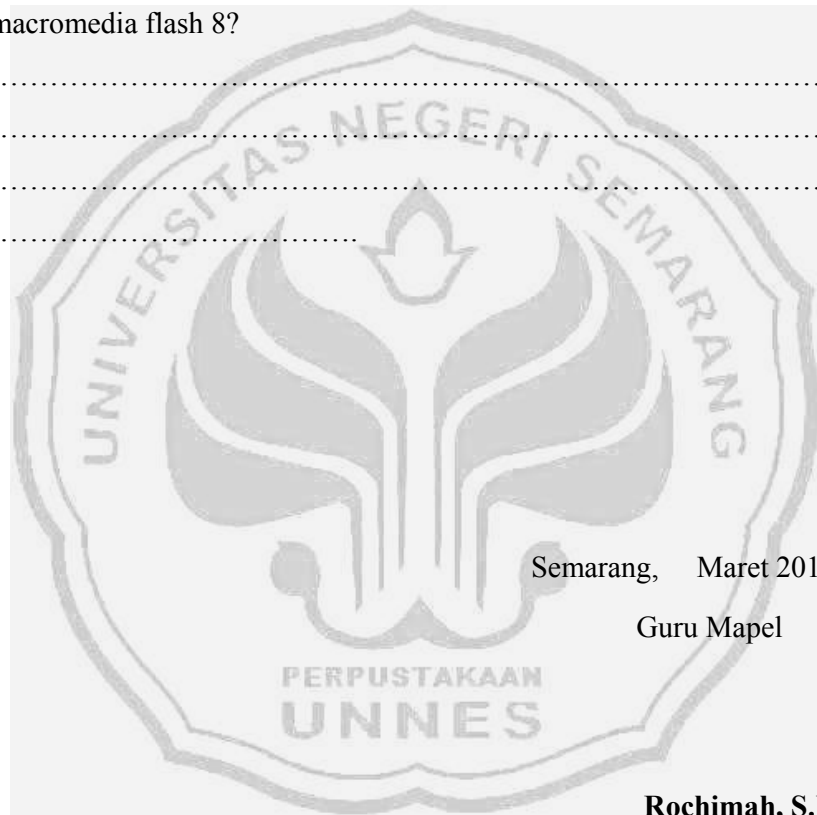 macromedia flash 8?
………………………………………………………………………………
………………………………………………………………………………
………………………………………………………………………………
………………………………….
UNIVERSITAS NEGERI SEMARANG
Semarang, Maret 201
Guru Mapel
PERPUSTAKAAN
UNNES
Rochimah, S.